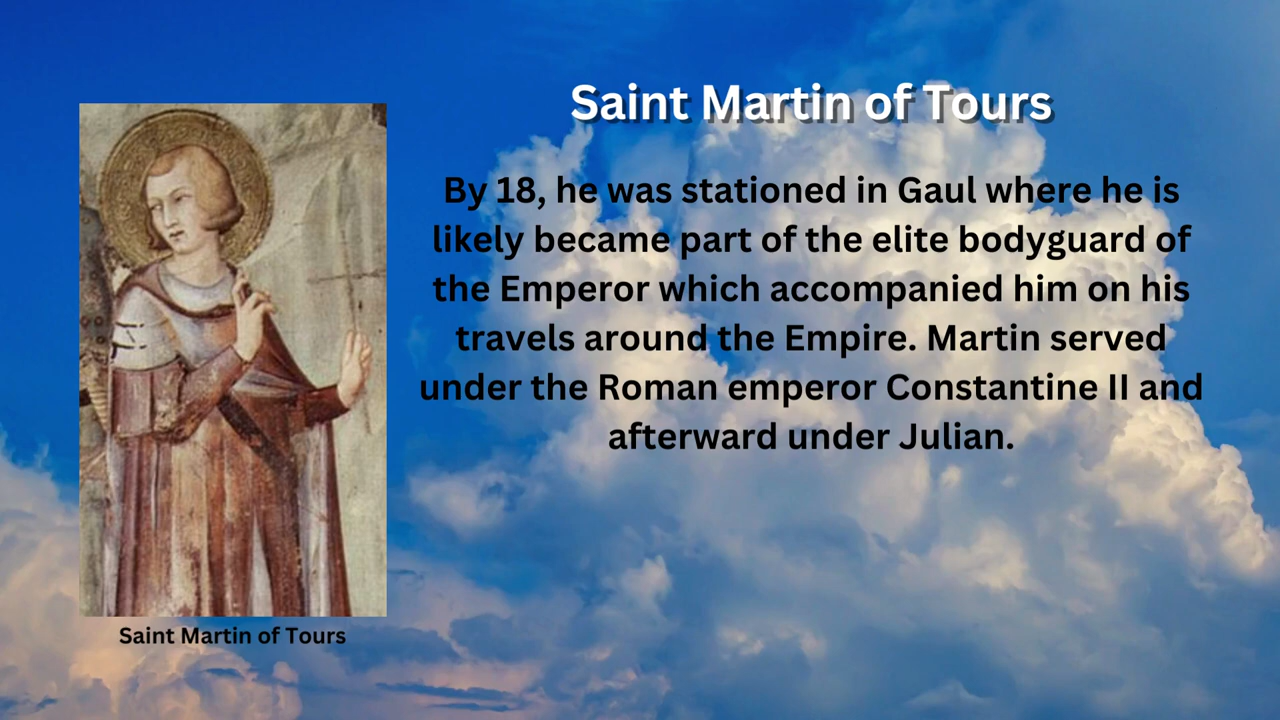 Saint Martin of Tours
By 18, he was stationed in Gaul where he is
likely became part of the elite bodyguard of
the Emperor which accompanied him on his
travels around the Empire. Martin served
under the Roman emperor Constantine II and
afterward under Julian.
Saint Martin of Tours